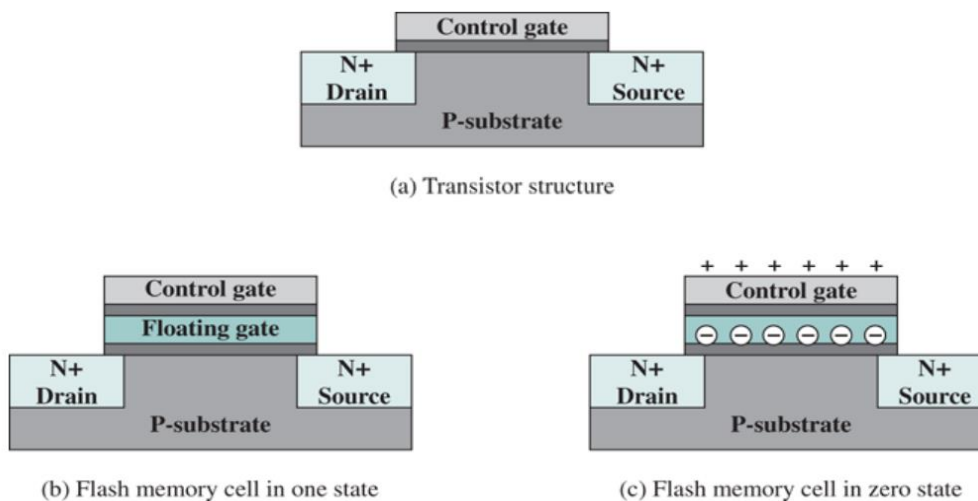 Control gate
N+
Drain
N+
Source
P-substrate
(a) Transistor structure
Control gate
Floating gate
N+
Drain
N+
Source
P-substrate
(b) Flash memory cell in one state
+ + + + + +
Control gate
− − − − − −
N+
Drain
N+
Source
P-substrate
(c) Flash memory cell in zero state